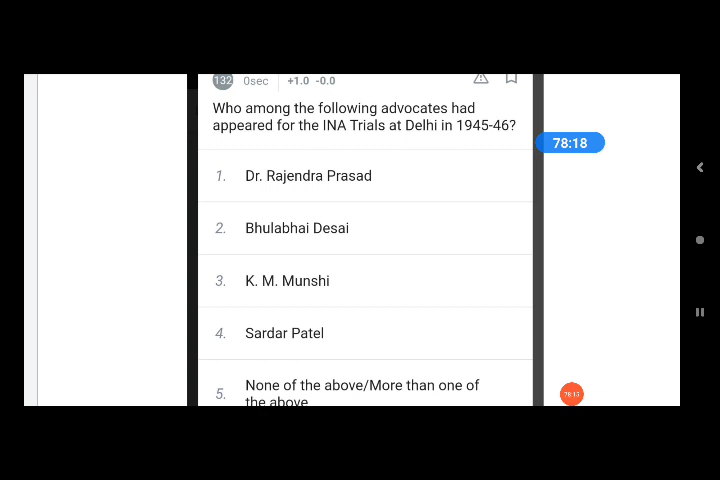 132 0sec +1.0 -0.0
Who among the following advocates had
appeared for the INA Trials at Delhi in 1945-46?
78:18
1. Dr. Rajendra Prasad
2. Bhulabhai Desai
3. K. M. Munshi
4. Sardar Patel
5. None of the above/More than one of
the above
78:15